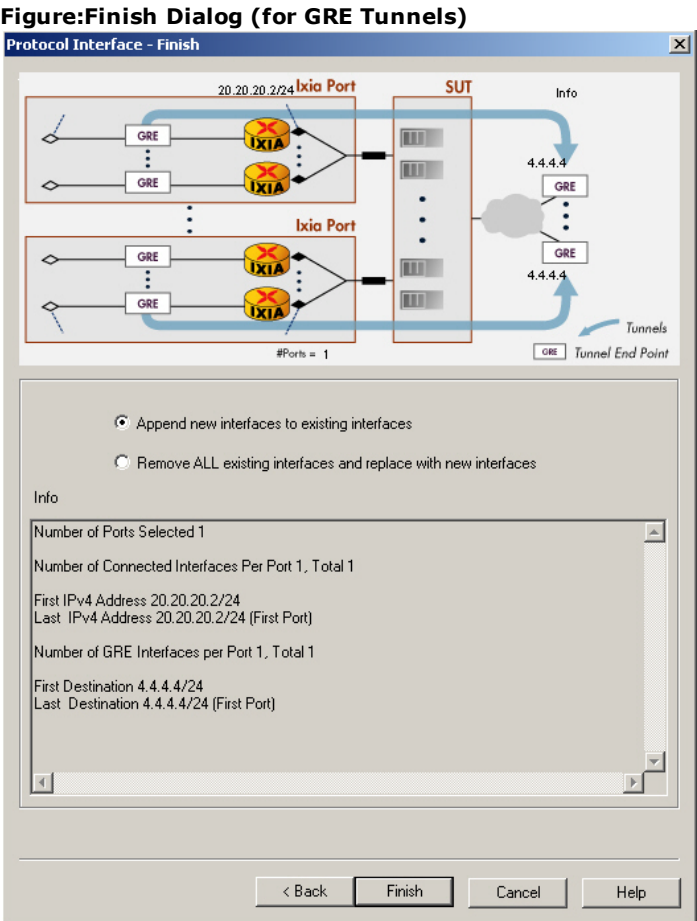 Figure:Finish Dialog (for GRE Tunnels)
Protocol Interface - Finish
20.20.20.2/24 Ixia Port
SUT
Info
GRE
IXIA
4.4.4.4
GRE
IXIA
GRE
Ixia Port
GRE
IXIA
GRE
4.4.4.4
GRE
IXIA
Tunnels
#Ports = 1
GRE Tunnel End Point
Append new interfaces to existing interfaces
Remove ALL existing interfaces and replace with new interfaces
Info
Number of Ports Selected 1
Number of Connected Interfaces Per Port 1, Total 1
First IPv4 Address 20.20.20.2/24
Last IPv4 Address 20.20.20.2/24 (First Port)
Number of GRE Interfaces per Port 1, Total 1
First Destination 4.4.4.4/24
Last Destination 4.4.4.4/24 (First Port)
< Back
Finish
Cancel
Help